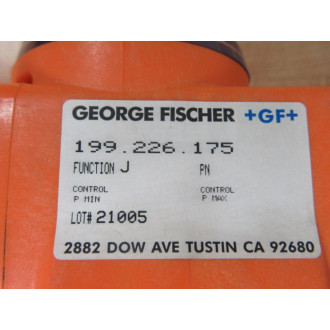 GEORGE FISCHER +GF+
199.226.175
FUNCTION J PN
CONTROL CONTROL
P MIN P MAX
LOT# 21005
2882 DOW AVE TUSTIN CA 92680